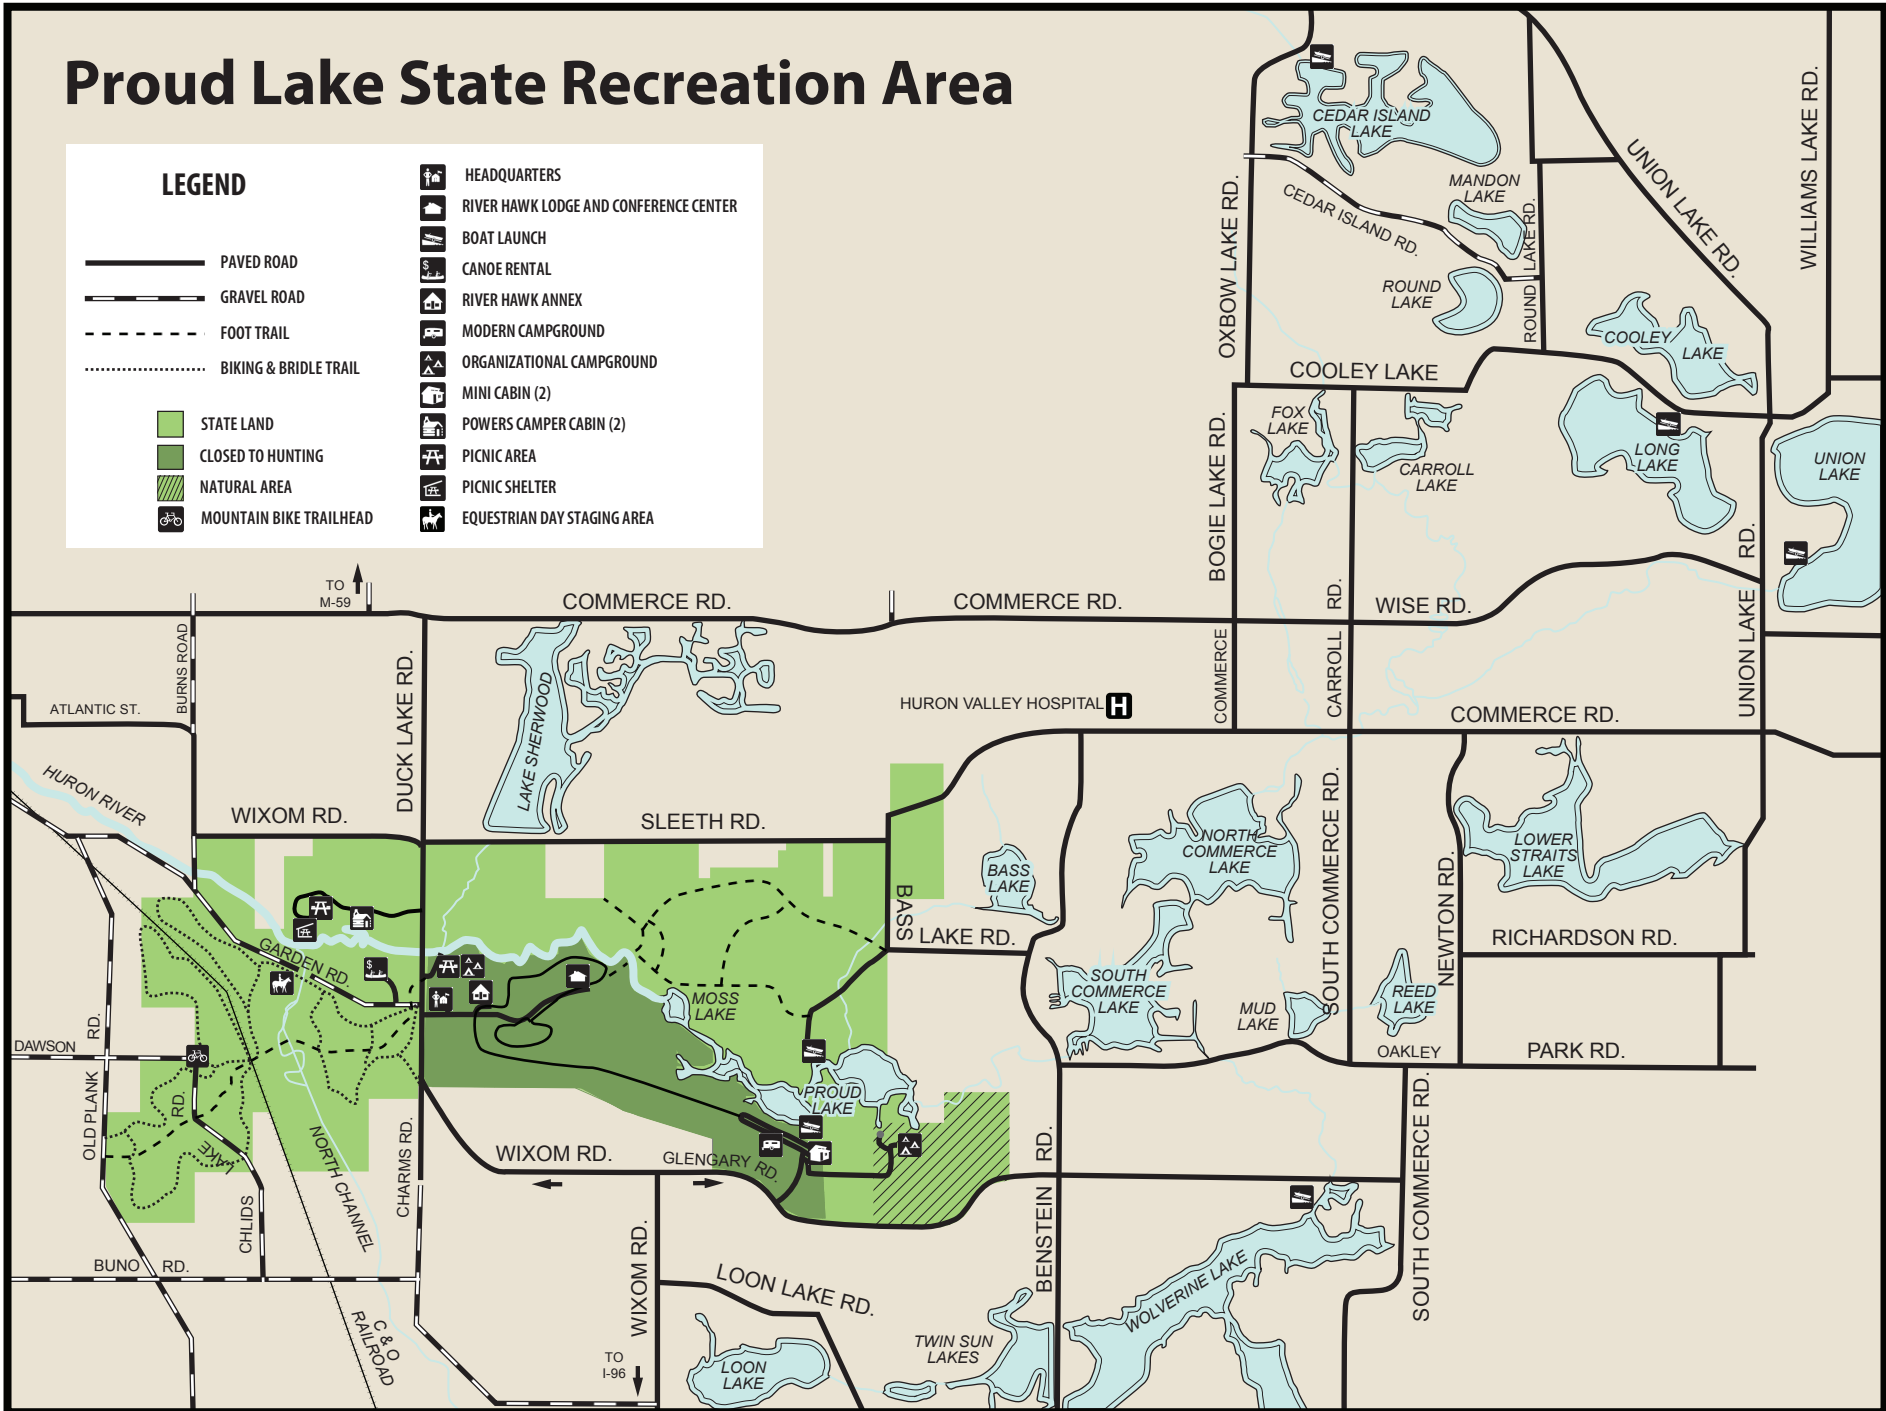 Proud Lake State Recreation Area
LEGEND
PAVED ROAD
GRAVEL ROAD
FOOT TRAIL
BIKING & BRIDLE TRAIL
STATE LAND
CLOSED TO HUNTING
NATURAL AREA
MOUNTAIN BIKE TRAILHEAD
HEADQUARTERS
RIVER HAWK LODGE AND CONFERENCE CENTER
BOAT LAUNCH
$
CANOE RENTAL
RIVER HAWK ANNEX
MODERN CAMPGROUND
ORGANIZATIONAL CAMPGROUND
MINI CABIN (2)
POWERS CAMPER CABIN (2)
PICNIC AREA
PICNIC SHELTER
EQUESTRIAN DAY STAGING AREA
CEDAR ISLAND
LAKE
MANDON
LAKE
CEDAR ISLAND RD.
ROUND
LAKE
ROUND LAKE RD.
OXBOW LAKE RD.
UNION LAKE RD.
WILLIAMS LAKE RD.
COOLEY LAKE
COOLEY LAKE
FOX
LAKE
CARROLL
LAKE
LONG
LAKE
UNION
LAKE
BOGIE LAKE RD.
CARROLL RD.
WISE RD.
UNION LAKE RD.
TO
M-59
COMMERCE RD.
COMMERCE RD.
COMMERCE
BURNS ROAD
ATLANTIC ST.
DUCK LAKE RD.
LAKE SHERWOOD
HURON VALLEY HOSPITAL H
COMMERCE RD.
HURON RIVER
WIXOM RD.
SLEETH RD.
BASS
LAKE RD.
BASS
LAKE
NORTH
COMMERCE
LAKE
SOUTH COMMERCE RD.
NEWTON RD.
LOWER
STRAITS
LAKE
RICHARDSON RD.
GARDEN RD.
$
MOSS
LAKE
SOUTH
COMMERCE
LAKE
MUD
LAKE
REED
LAKE
OAKLEY
PARK RD.
DAWSON
OLD PLANK RD.
PROUD
LAKE
CHLIDS
LAKE
RD.
NORTH CHANNEL
CHARMS RD.
WIXOM RD.
GLENGARY RD.
BENSTEIN RD.
SOUTH COMMERCE RD.
BUNO RD.
C & O
RAILROAD
WIXOM RD.
TO
I-96
LOON LAKE RD.
LOON
LAKE
TWIN SUN
LAKES
WOLVERINE LAKE